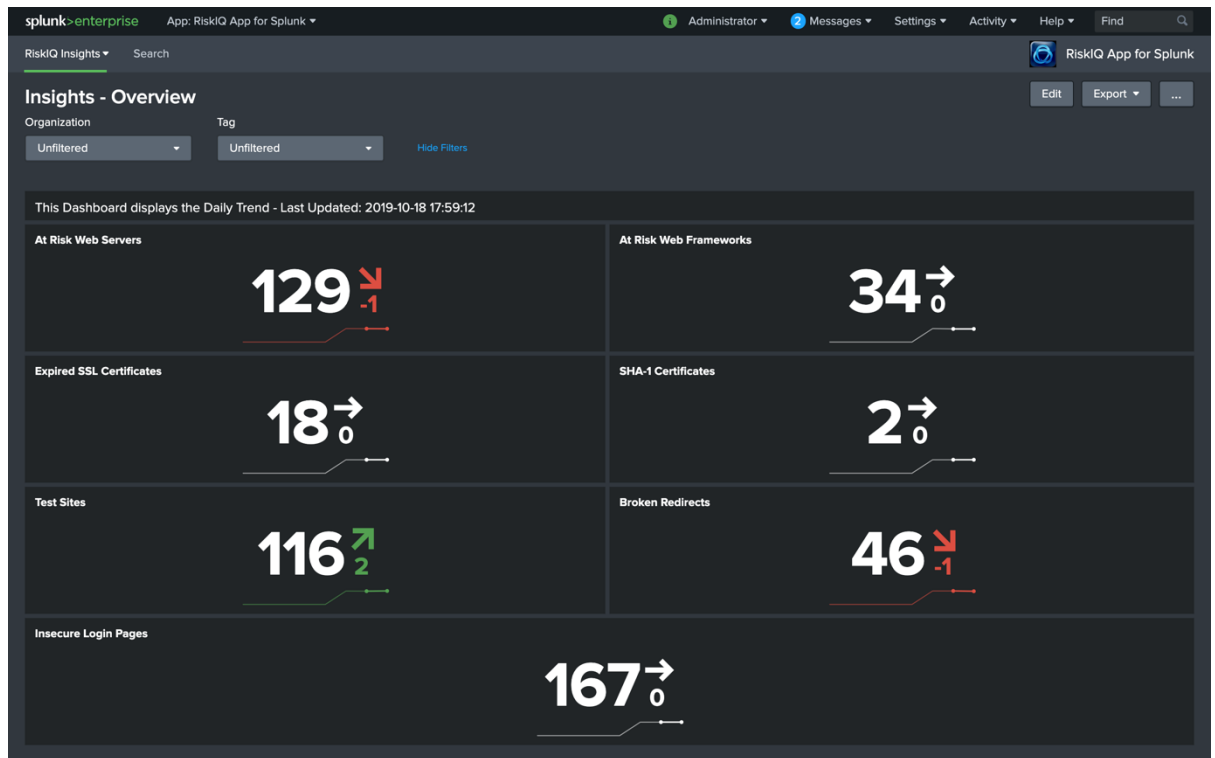 splunk>enterprise App: RiskIQ App for Splunk i Administrator 2 Messages Settings Activity Help Find
RiskIQ Insights Search RiskIQ App for Splunk
Insights - Overview Edit Export ...
Organization Tag
Unfiltered Unfiltered Hide Filters
This Dashboard displays the Daily Trend - Last Updated: 2019-10-18 17:59:12
At Risk Web Servers
129 -1
At Risk Web Frameworks
34 0
Expired SSL Certificates
18 0
SHA-1 Certificates
2 0
Test Sites
116 2
Broken Redirects
46 -1
Insecure Login Pages
167 0